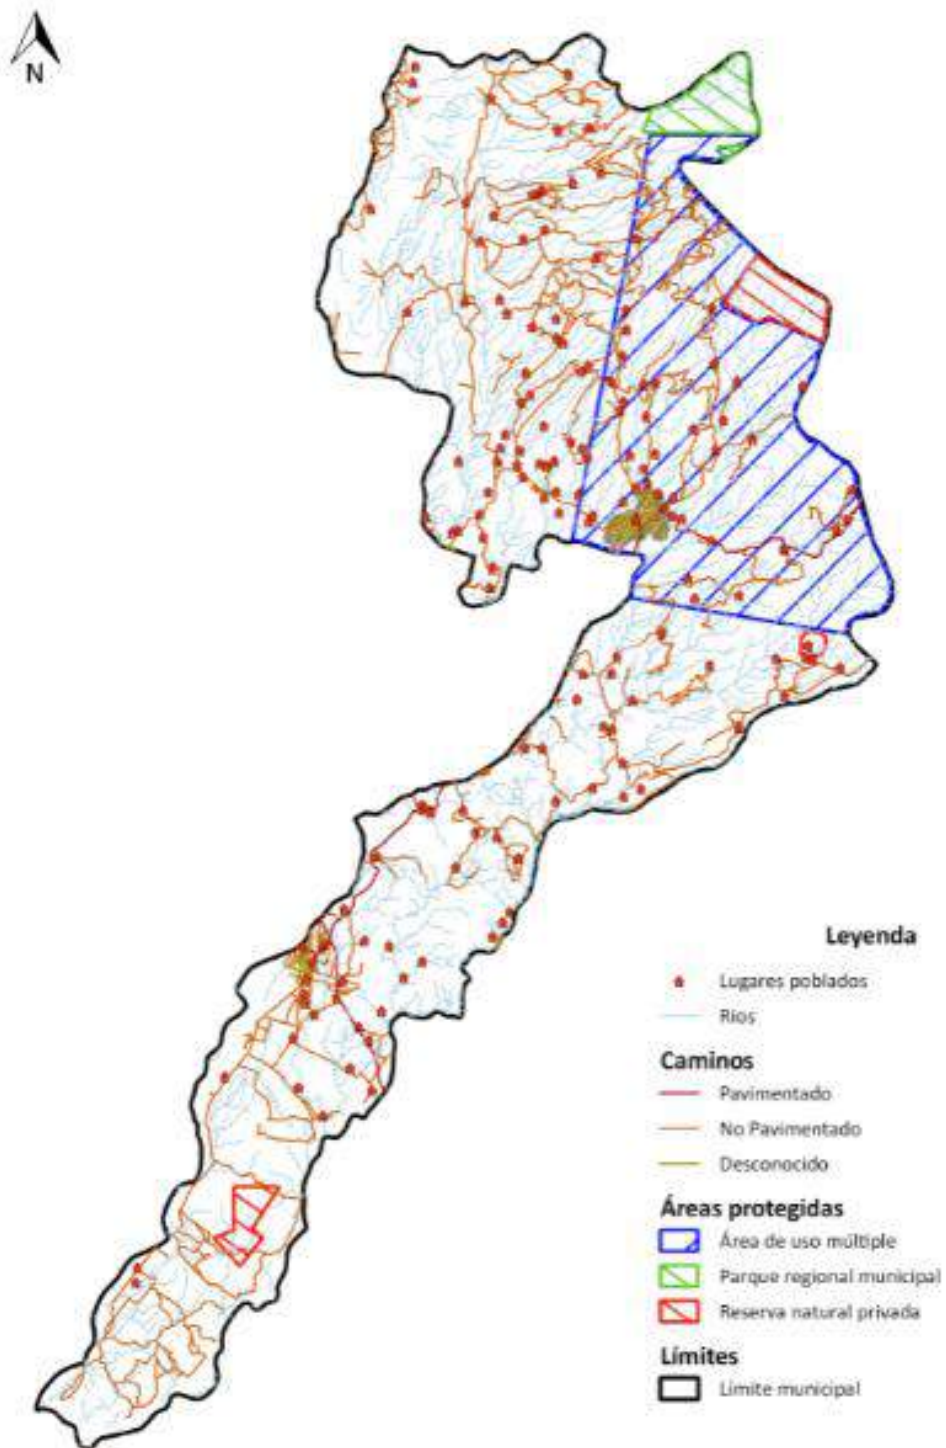 N
Leyenda
Lugares poblados
Rios
Caminos
Pavimentado
No Pavimentado
Desconocido
Áreas protegidas
Área de uso múltiple
Parque regional municipal
Reserva natural privada
Límites
Límite municipal